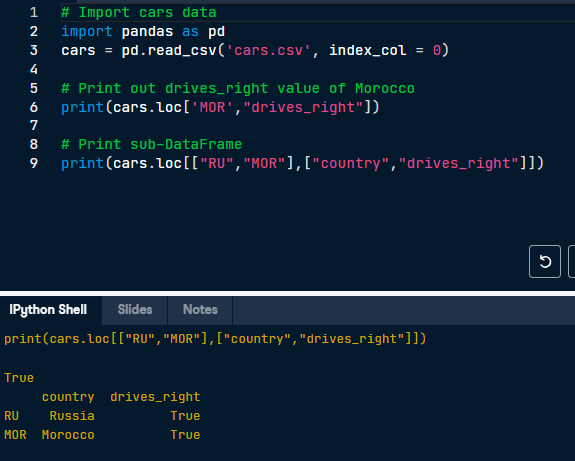 1 # Import cars data
2 import pandas as pd
3 cars = pd.read_csv('cars.csv', index_col = 0)
4
5 # Print out drives_right value of Morocco
6 print(cars.loc['MOR',"drives_right"])
7
8 # Print sub-DataFrame
9 print(cars.loc[["RU","MOR"],["country","drives_right"]])
IPython Shell Slides Notes
print(cars.loc[["RU","MOR"],["country","drives_right"]])
True
country drives_right
RU Russia True
MOR Morocco True